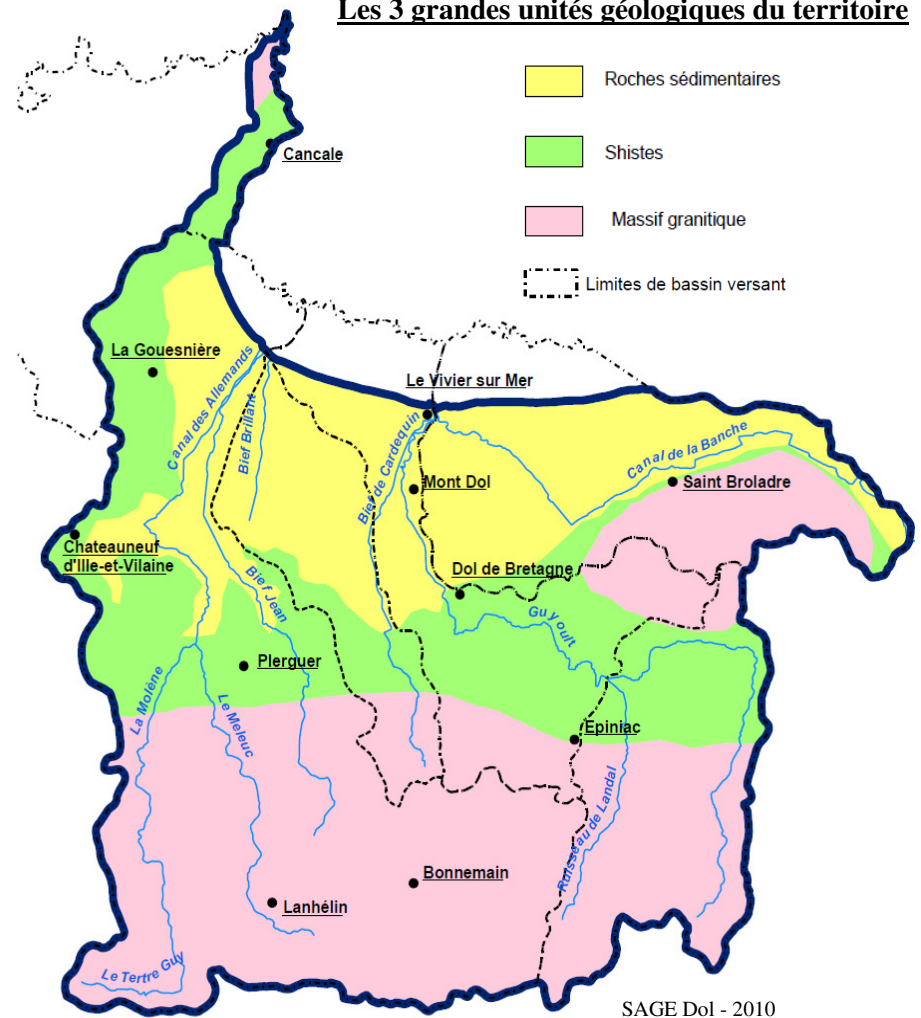 Les 3 grandes unités géologiques du territoire
Roches sédimentaires
Shistes
Massif granitique
Limites de bassin versant
Cancale
La Gouesnière
Canal des Allemands
Bief Brillant
Le Vivier sur Mer
Bief de Cardequin
Mont Dol
Canal de la Banche
Saint Broladre
Chateauneuf
d'Ille-et-Vilaine
Bief Jean
Dol de Bretagne
Guyoult
Plerguer
La Molène
Le Meleuc
Epiniac
Ruisseau de Landal
Bonnemain
Lanhélin
Le Tertre Guy
SAGE Dol - 2010